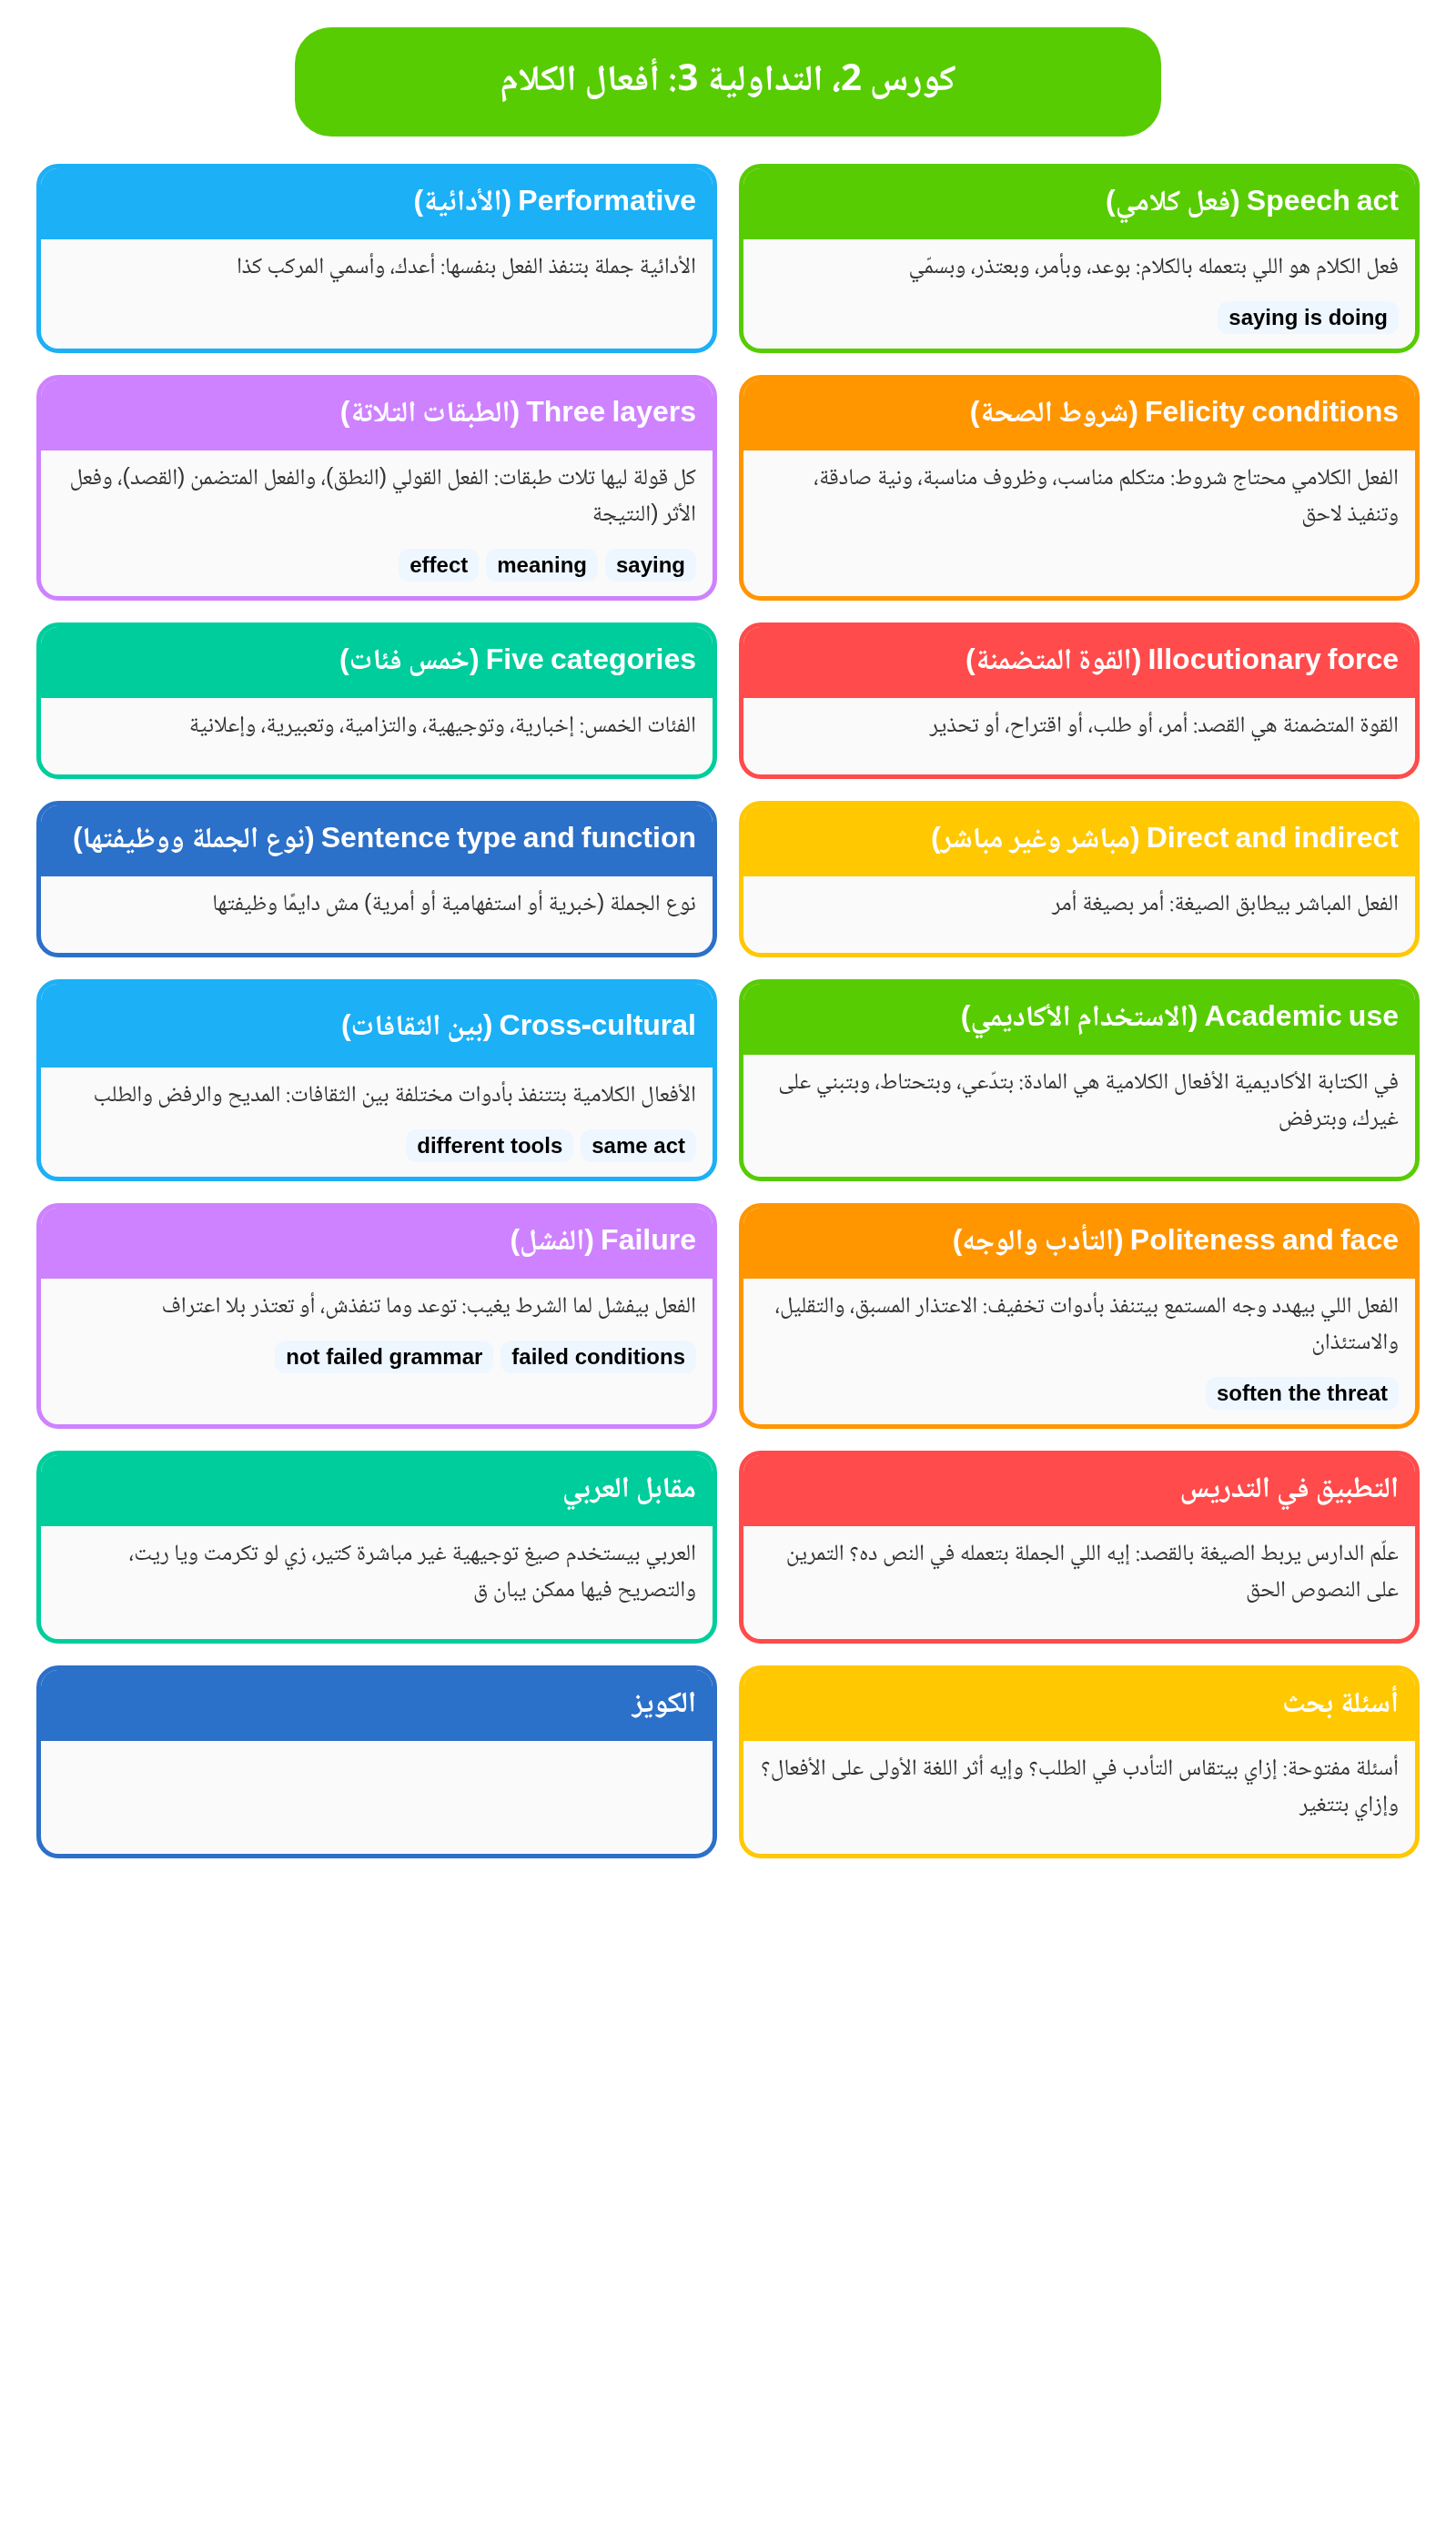 كورس 2، التداولية 3: أفعال الكلام
Speech act (فعل كلامي)
فعل الكلام هو اللي بتعمله بالكلام: بوعد، وبأمر، وبعتذر، وبسمّي
saying is doing
Performative (الأدائية)
الأدائية جملة بتنفذ الفعل بنفسها: أعدك، وأسمي المركب كذا
Felicity conditions (شروط الصحة)
الفعل الكلامي محتاج شروط: متكلم مناسب، وظروف مناسبة، ونية صادقة،
وتنفيذ لاحق
Three layers (الطبقات التلاتة)
كل قولة ليها تلات طبقات: الفعل القولي (النطق)، والفعل المتضمن (القصد)، وفعل
الأثر (النتيجة
saying meaning effect
Illocutionary force (القوة المتضمنة)
القوة المتضمنة هي القصد: أمر، أو طلب، أو اقتراح، أو تحذير
Five categories (خمس فئات)
الفئات الخمس: إخبارية، وتوجيهية، والتزامية، وتعبيرية، وإعلانية
Direct and indirect (مباشر وغير مباشر)
الفعل المباشر بيطابق الصيغة: أمر بصيغة أمر
Sentence type and function (نوع الجملة ووظيفتها)
نوع الجملة (خبرية أو استفهامية أو أمرية) مش دايمًا وظيفتها
Academic use (الاستخدام الأكاديمي)
في الكتابة الأكاديمية الأفعال الكلامية هي المادة: بتدّعي، وبتحتاط، وبتبني على
غيرك، وبترفض
Cross-cultural (بين الثقافات)
الأفعال الكلامية بتتنفذ بأدوات مختلفة بين الثقافات: المديح والرفض والطلب
same act different tools
Politeness and face (التأدب والوجه)
الفعل اللي بيهدد وجه المستمع بيتنفذ بأدوات تخفيف: الاعتذار المسبق، والتقليل،
والاستئذان
soften the threat
Failure (الفشل)
الفعل بيفشل لما الشرط يغيب: توعد وما تنفذش، أو تعتذر بلا اعتراف
failed conditions not failed grammar
التطبيق في التدريس
علّم الدارس يربط الصيغة بالقصد: إيه اللي الجملة بتعمله في النص ده؟ التمرين
على النصوص الحق
مقابل العربي
العربي بيستخدم صيغ توجيهية غير مباشرة كتير، زي لو تكرمت ويا ريت،
والتصريح فيها ممكن يبان ق
أسئلة بحث
أسئلة مفتوحة: إزاي بيتقاس التأدب في الطلب؟ وإيه أثر اللغة الأولى على الأفعال؟
وإزاي بتتغير
الكويز